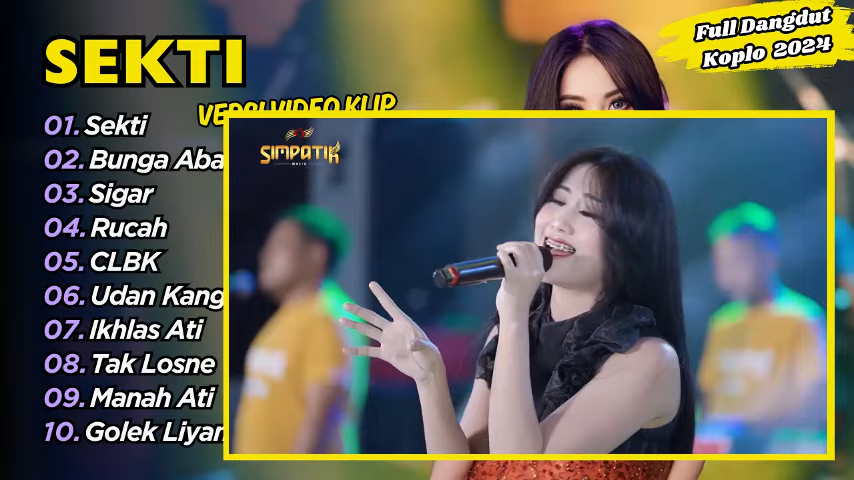 SEKTI
Full Dangdut
Koplo 2024
VERSI VIDEO KLIP
01. Sekti
02. Bunga Aba
03. Sigar
04. Rucah
05. CLBK
06. Udan Kang
07. Ikhlas Ati
08. Tak Losne
09. Manah Ati
10. Golek Liyan
SIMPATIK
MUSIC